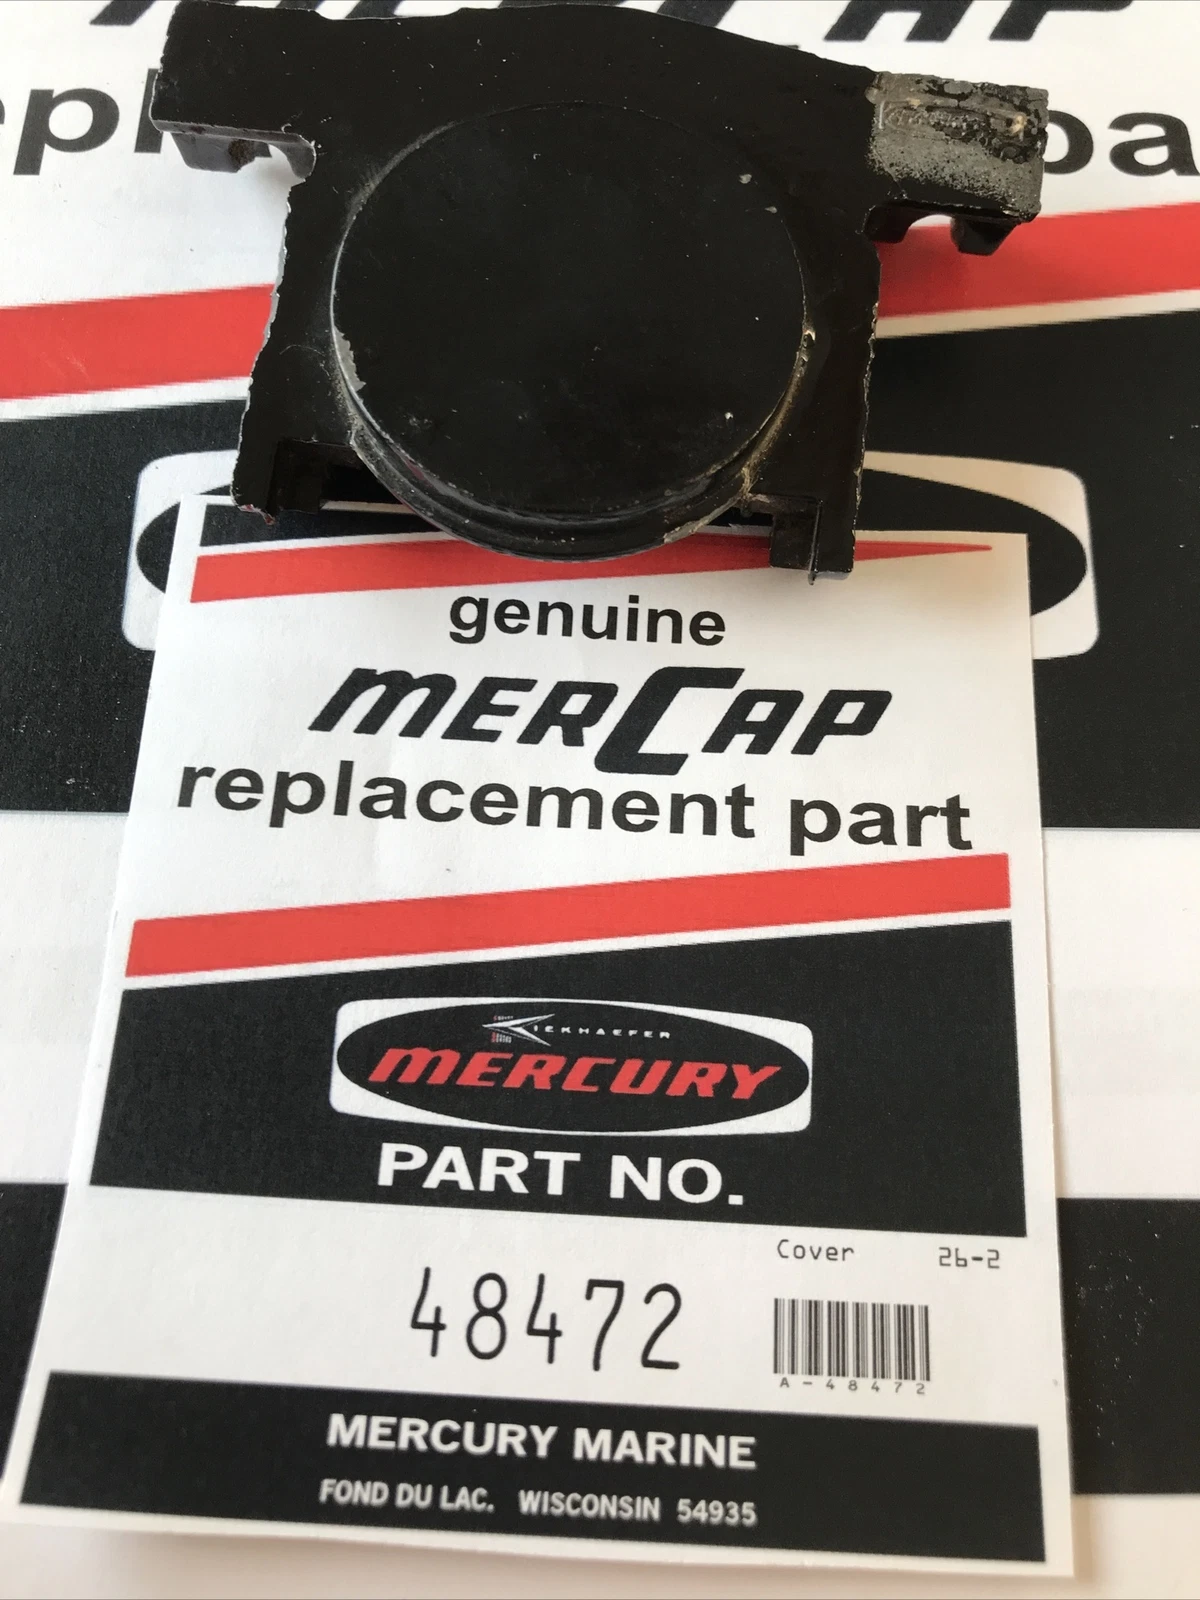 genuine
MERCAP
replacement part
KIEKHAEFER
MERCURY
PART NO.
Cover 26-2
48472
A-48472
MERCURY MARINE
FOND DU LAC. WISCONSIN 54935